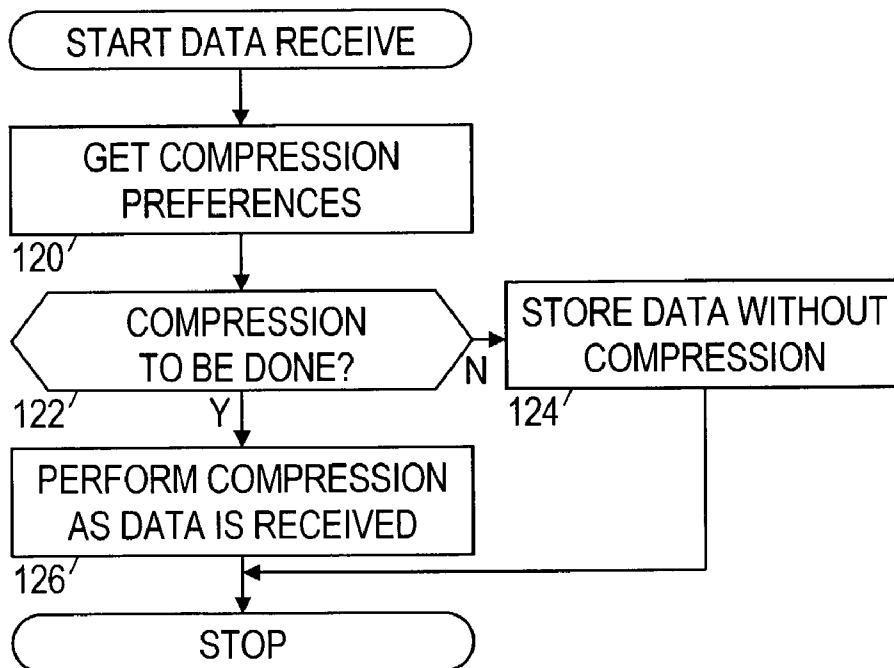 START DATA RECEIVE
GET COMPRESSION
PREFERENCES
120
COMPRESSION
TO BE DONE?
122
Y
N
STORE DATA WITHOUT
COMPRESSION
124
PERFORM COMPRESSION
AS DATA IS RECEIVED
126
STOP